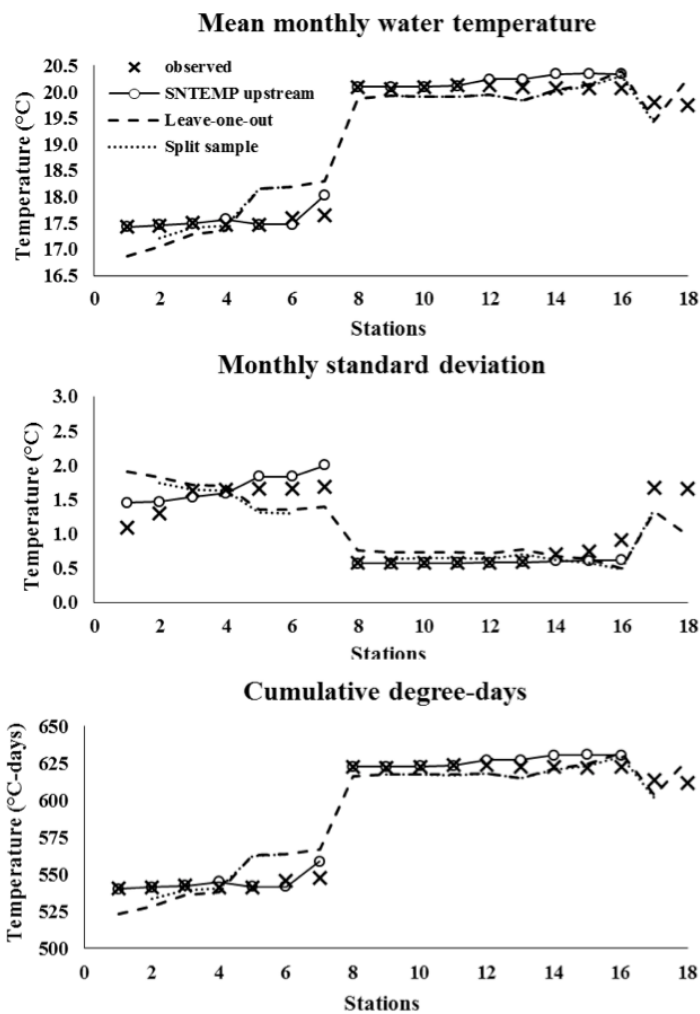 Mean monthly water temperature
Temperature (°C)
20.5
20.0
19.5
19.0
18.5
18.0
17.5
17.0
16.5
observed
SNTEMP upstream
Leave-one-out
Split sample
0 2 4 6 8 10 12 14 16 18
Stations
Monthly standard deviation
Temperature (°C)
3.0
2.5
2.0
1.5
1.0
0.5
0.0
0 2 4 6 8 10 12 14 16 18
Stations
Cumulative degree-days
Temperature (°C-days)
650
625
600
575
550
525
500
0 2 4 6 8 10 12 14 16 18
Stations